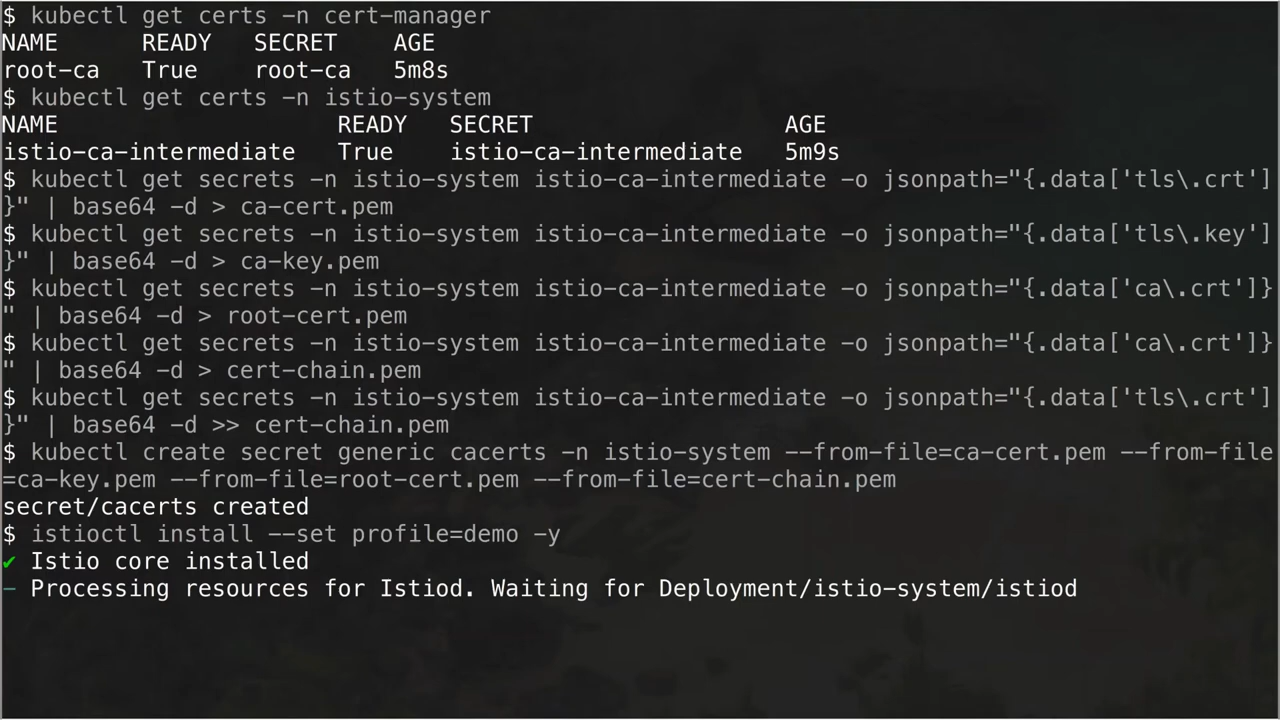 $ kubectl get certs -n cert-manager
NAME      READY   SECRET    AGE
root-ca   True    root-ca   5m8s
$ kubectl get certs -n istio-system
NAME                    READY   SECRET                  AGE
istio-ca-intermediate   True    istio-ca-intermediate   5m9s
$ kubectl get secrets -n istio-system istio-ca-intermediate -o jsonpath="{.data['tls\.crt']
}" | base64 -d > ca-cert.pem
$ kubectl get secrets -n istio-system istio-ca-intermediate -o jsonpath="{.data['tls\.key']
}" | base64 -d > ca-key.pem
$ kubectl get secrets -n istio-system istio-ca-intermediate -o jsonpath="{.data['ca\.crt']}
" | base64 -d > root-cert.pem
$ kubectl get secrets -n istio-system istio-ca-intermediate -o jsonpath="{.data['ca\.crt']}
" | base64 -d > cert-chain.pem
$ kubectl get secrets -n istio-system istio-ca-intermediate -o jsonpath="{.data['tls\.crt']
}" | base64 -d >> cert-chain.pem
$ kubectl create secret generic cacerts -n istio-system --from-file=ca-cert.pem --from-file
=ca-key.pem --from-file=root-cert.pem --from-file=cert-chain.pem
secret/cacerts created
$ istioctl install --set profile=demo -y
✔ Istio core installed
- Processing resources for Istiod. Waiting for Deployment/istio-system/istiod